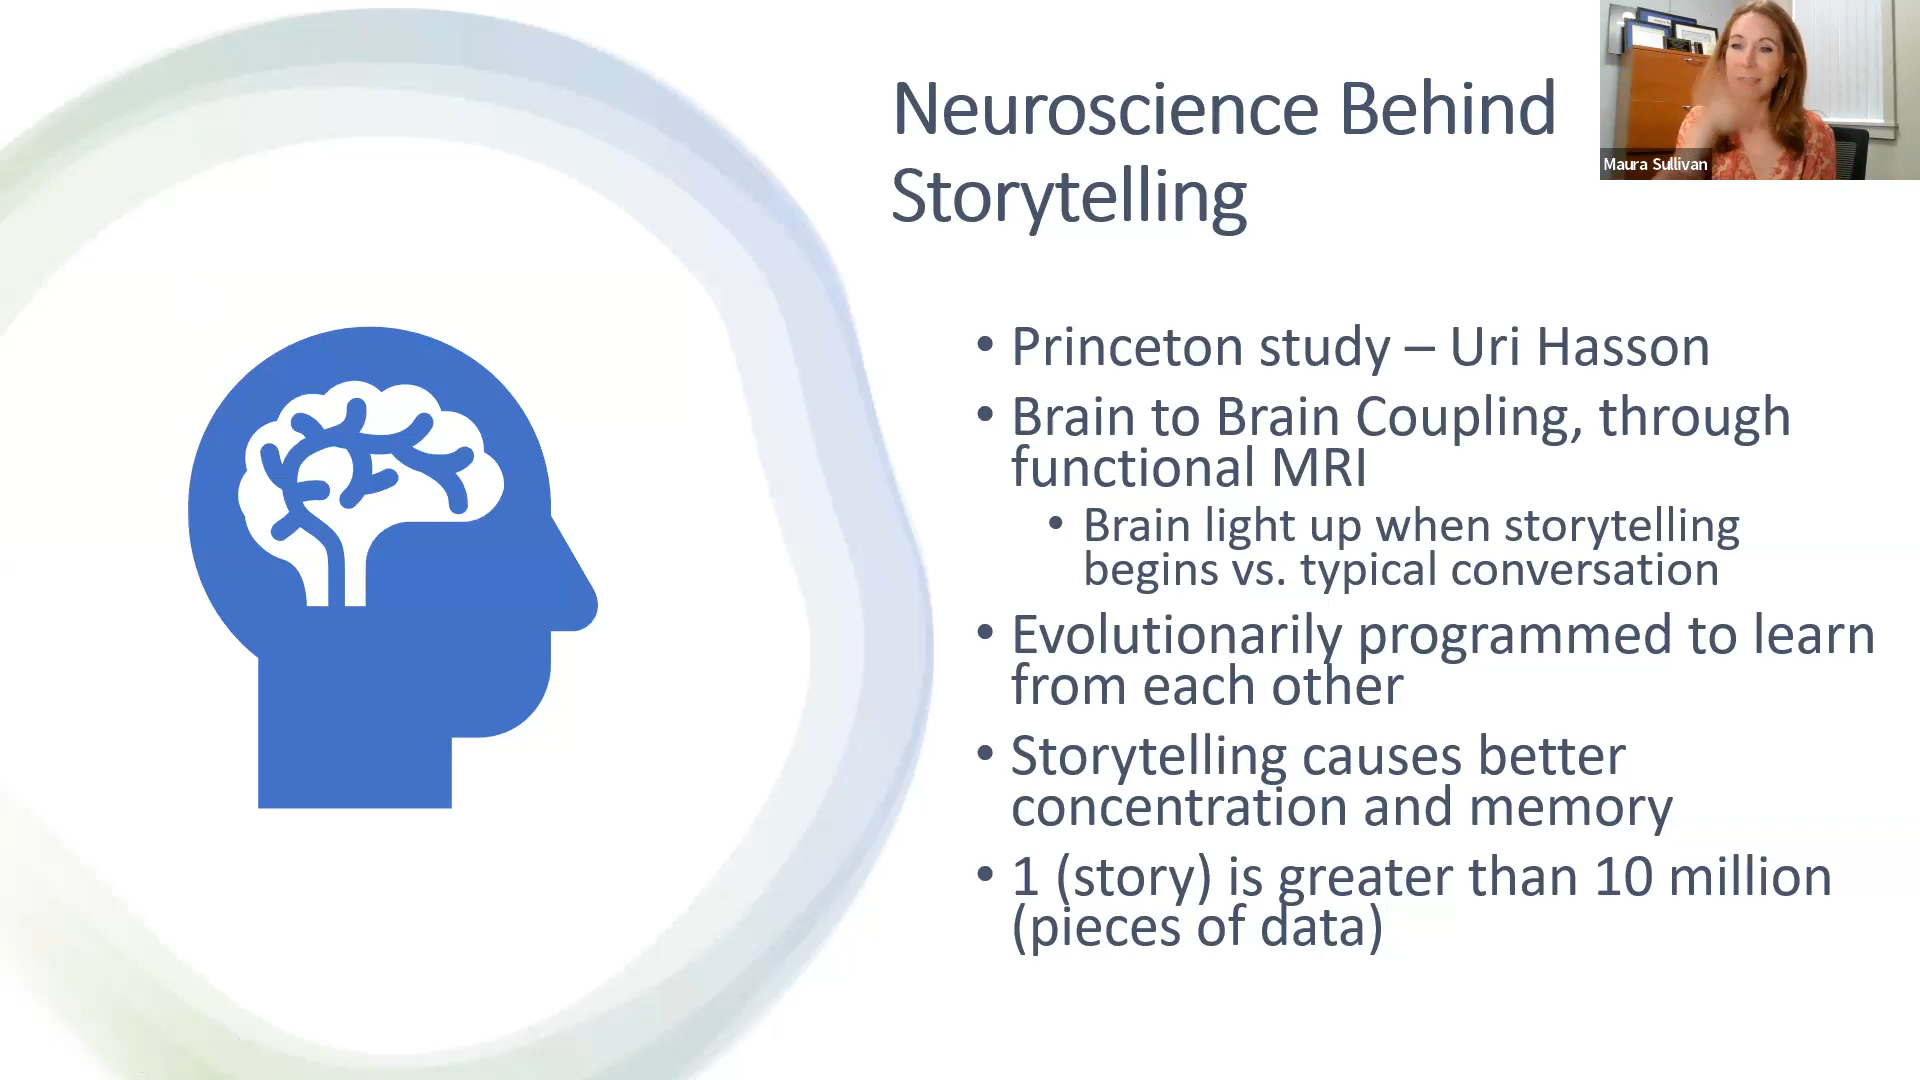 Neuroscience Behind
Storytelling
Maura Sullivan
• Princeton study – Uri Hasson
• Brain to Brain Coupling, through
functional MRI
• Brain light up when storytelling
begins vs. typical conversation
• Evolutionarily programmed to learn
from each other
• Storytelling causes better
concentration and memory
• 1 (story) is greater than 10 million
(pieces of data)